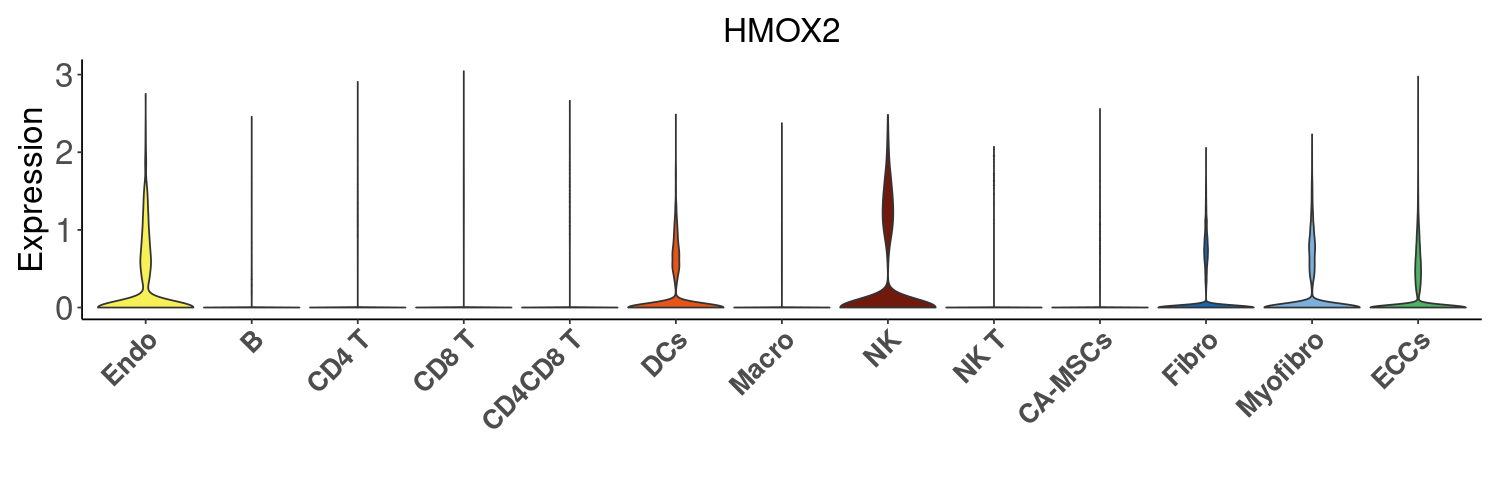 HMOX2
Expression
3
2
1
0
Endo
B
CD4 T
CD8 T
CD4CD8 T
DCs
Macro
NK
NK T
CA-MSCs
Fibro
Myofibro
ECCs